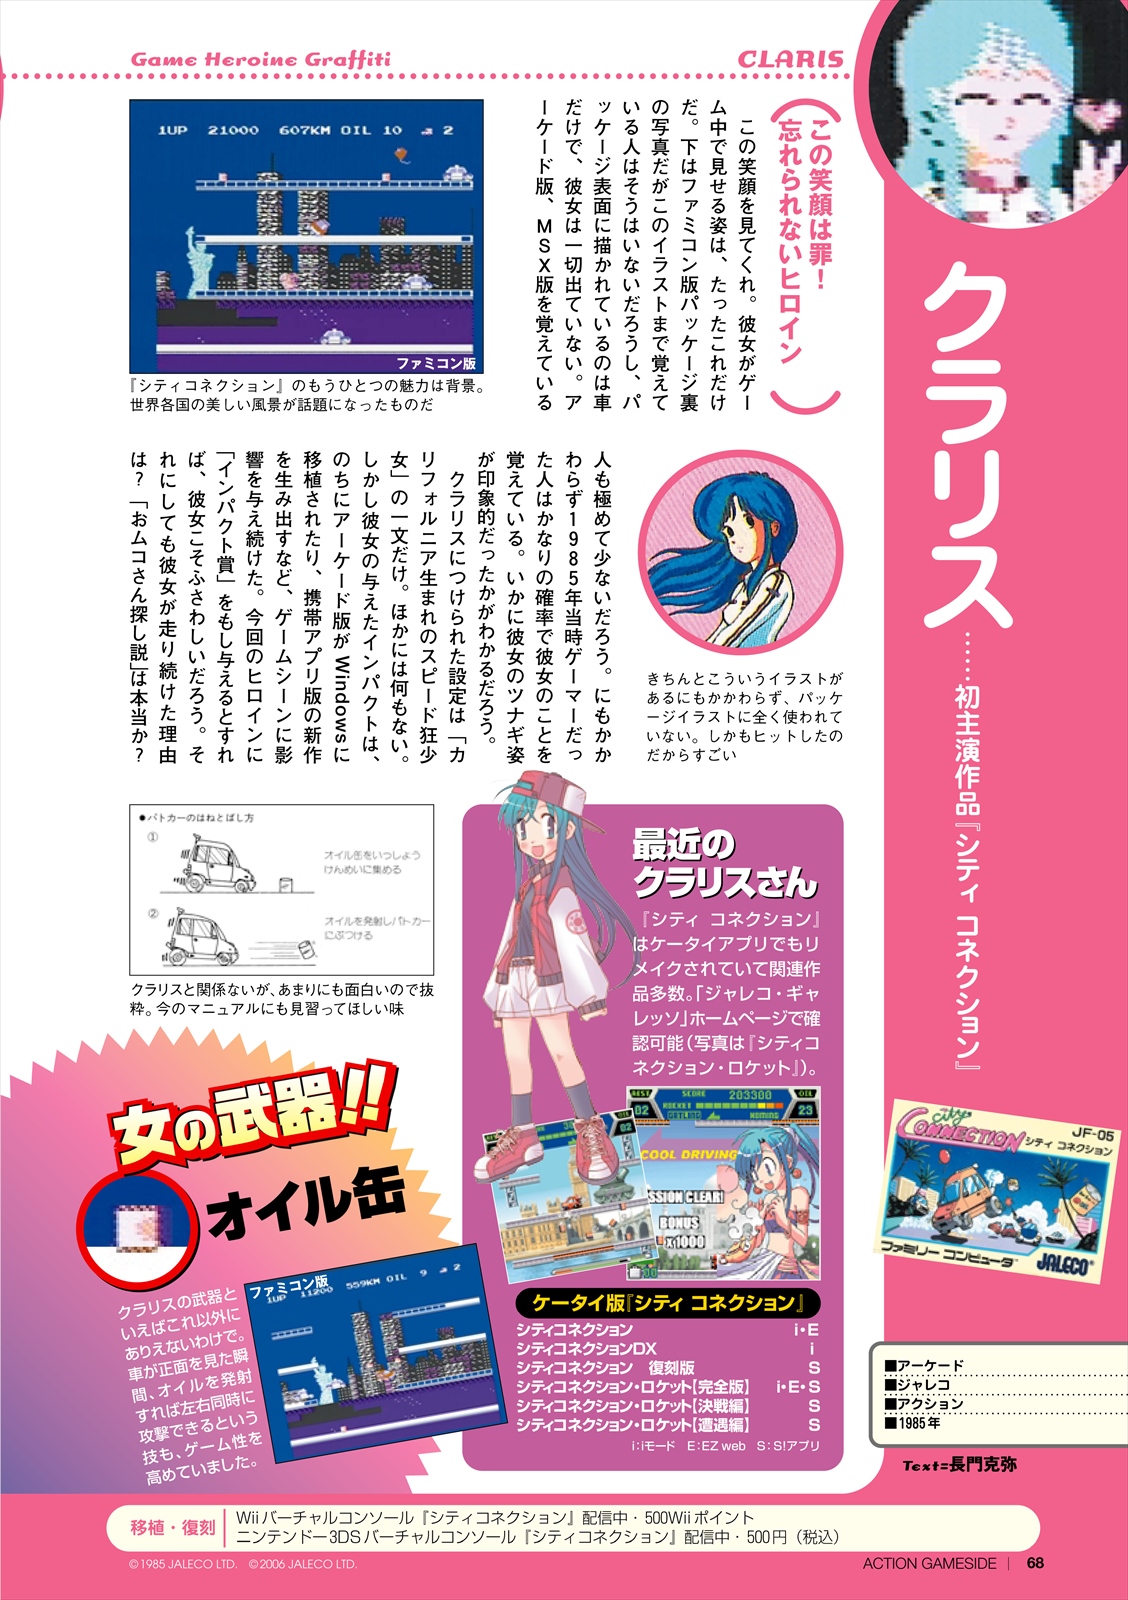 Game Heroine Graffiti
CLARIS
クラリス
……初主演作品『シティ コネクション』
この笑顔は罪！
忘れられないヒロイン
この笑顔を見てくれ。彼女がゲー
ム中で見せる姿は、たったこれだけ
だ。下はファミコン版パッケージ裏
の写真だがこのイラストまで覚えて
いる人はそうはいないだろうし、パ
ッケージ表面に描かれているのは車
だけで、彼女は一切出ていない。ア
ーケード版、MSX版を覚えている
人も極めて少ないだろう。にもかか
わらず1985年当時ゲーマーだっ
た人はかなりの確率で彼女のことを
覚えている。いかに彼女のツナギ姿
が印象的だったかがわかるだろう。
クラリスにつけられた設定は「カ
リフォルニア生まれのスピード狂少
女」の一文だけ。ほかには何もない。
しかし彼女の与えたインパクトは、
のちにアーケード版がWindowsに
移植されたり、携帯アプリ版の新作
を生み出すなど、ゲームシーンに影
響を与え続けた。今回のヒロインに
「インパクト賞」をもし与えるとすれ
ば、彼女こそふさわしいだろう。そ
れにしても彼女が走り続けた理由
は？「おムコさん探し説」は本当か？
1UP 21000 607KM OIL 10 2
ファミコン版
『シティコネクション』のもうひとつの魅力は背景。
世界各国の美しい風景が話題になったものだ
きちんとこういうイラストが
あるにもかかわらず、パッケ
ージイラストに全く使われて
いない。しかもヒットしたの
だからすごい
●パトカーのはねとばし方
①
オイル缶をいっしょう
けんめいに集める
②
オイルを発射しパトカー
にぶつける
クラリスと関係ないが、あまりにも面白いので抜
粋。今のマニュアルにも見習ってほしい味
最近の
クラリスさん
『シティ コネクション』
はケータイアプリでもリ
メイクされていて関連作
品多数。「ジャレコ・ギャ
レッソ」ホームページで確
認可能（写真は『シティコ
ネクション・ロケット』）。
REST SCORE 203300 OIL
02 ROCKET 23
GATLING HOMING
COOL DRIVING
SSION CLEAR!
BONUS
x1000
02
ケータイ版『シティ コネクション』
シティコネクション i・E
シティコネクションDX i
シティコネクション 復刻版 S
シティコネクション・ロケット【完全版】 i・E・S
シティコネクション・ロケット【決戦編】 S
シティコネクション・ロケット【遭遇編】 S
i：iモード E：EZ web S：S!アプリ
女の武器!!
オイル缶
クラリスの武器と
いえばこれ以外に
ありえないわけで。
車が正面を見た瞬
間、オイルを発射
すれば左右同時に
攻撃できるという
技も、ゲーム性を
高めていました。
ファミコン版
1UP 11200 559KM OIL 9 2
City
CONNECTION
JF-05
シティ コネクション
ファミリー コンピュータ
JALECO
■アーケード
■ジャレコ
■アクション
■1985年
Text=長門克弥
移植・復刻
Wiiバーチャルコンソール『シティコネクション』配信中・500Wiiポイント
ニンテンドー3DSバーチャルコンソール『シティコネクション』配信中・500円（税込）
©1985 JALECO LTD. ©2006 JALECO LTD.
ACTION GAMESIDE | 68